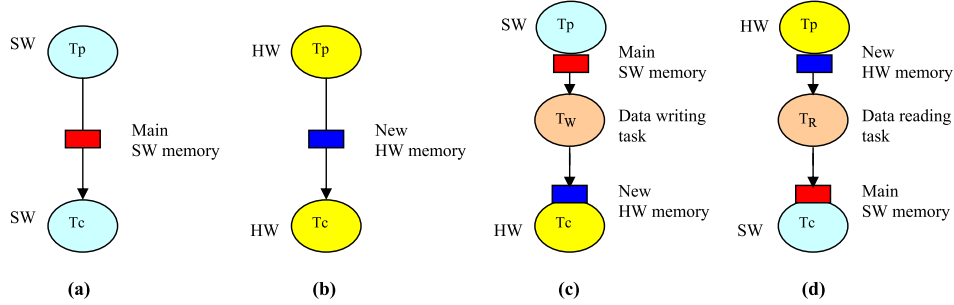 SW
Tp
Main
SW memory
SW
Tc
(a)
HW
Tp
New
HW memory
HW
Tc
(b)
SW
Tp
Main
SW memory
TW
Data writing
task
New
HW memory
HW
Tc
(c)
HW
Tp
New
HW memory
TR
Data reading
task
Main
SW memory
SW
Tc
(d)